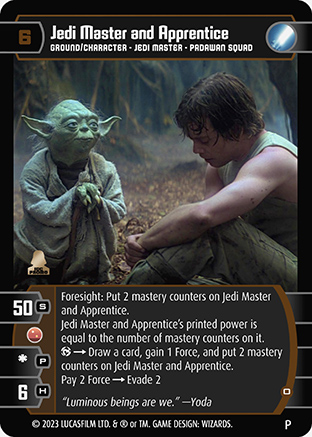 6
Jedi Master and Apprentice
GROUND/CHARACTER - JEDI MASTER - PADAWAN SQUAD
50 S
Foresight: Put 2 mastery counters on Jedi Master
and Apprentice.
Jedi Master and Apprentice's printed power is
equal to the number of mastery counters on it.
* P
→ Draw a card, gain 1 Force, and put 2 mastery
counters on Jedi Master and Apprentice.
6 H
Pay 2 Force → Evade 2
"Luminous beings are we." —Yoda
© 2023 LUCASFILM LTD. & ® or TM. GAME DESIGN: WIZARDS.
P